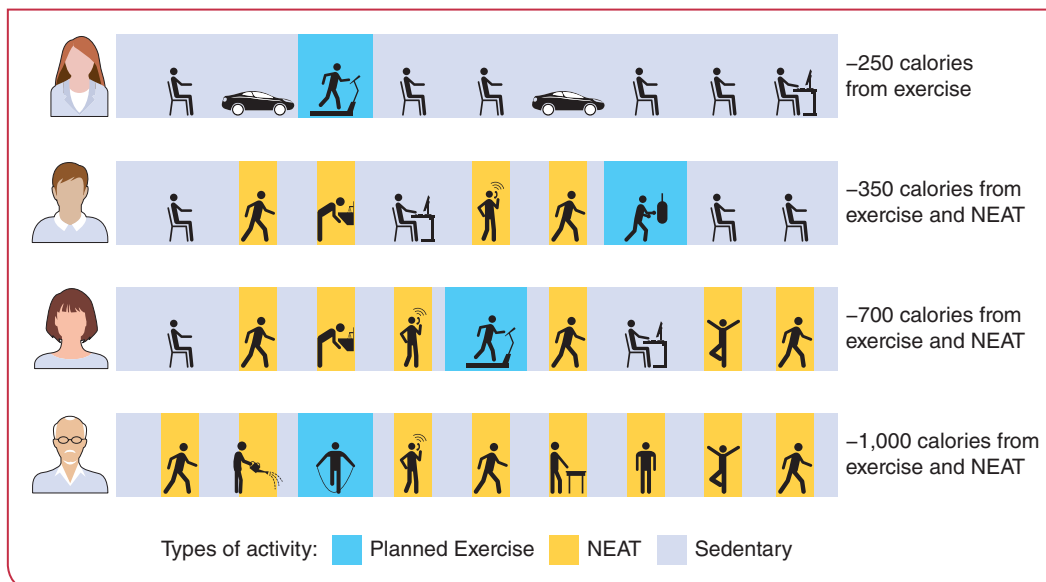 –250 calories
from exercise
–350 calories from
exercise and NEAT
–700 calories from
exercise and NEAT
–1,000 calories from
exercise and NEAT
Types of activity: Planned Exercise NEAT Sedentary